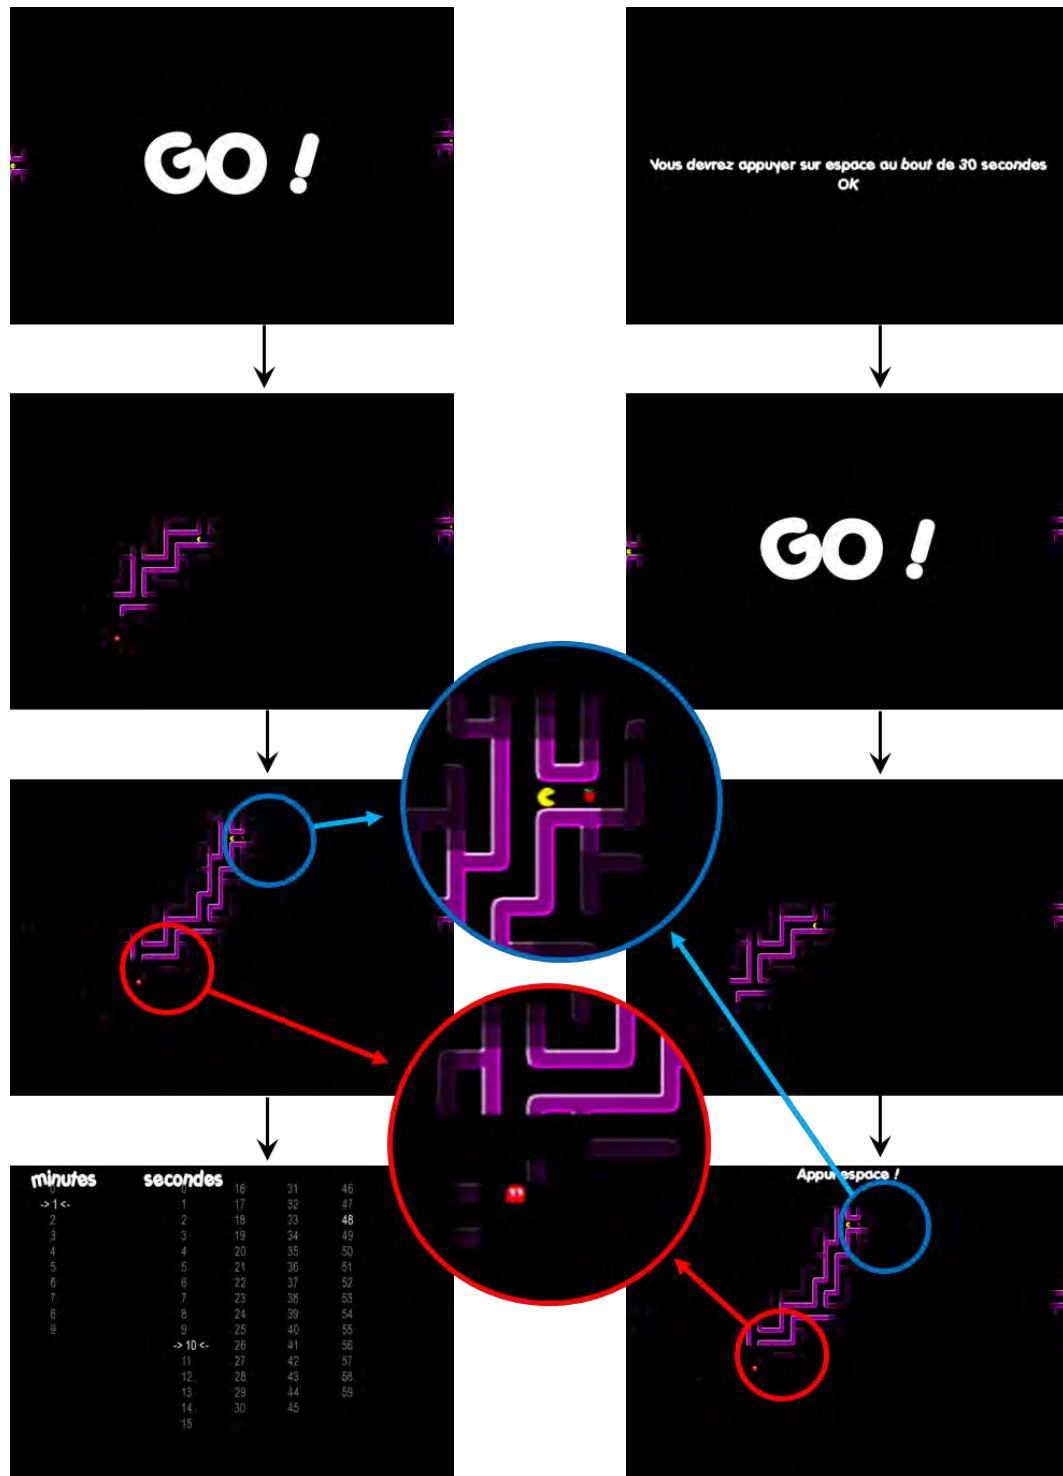 GO !
Vous devrez appuyer sur espace au bout de 30 secondes
OK
GO !
minutes secondes
0 0 16 31 46
-> 1 <- 1 17 32 47
2 2 18 33 48
3 3 19 34 49
4 4 20 35 50
5 5 21 36 51
6 6 22 37 52
7 7 23 38 53
8 8 24 39 54
9 9 25 40 55
-> 10 <- 26 41 56
11 27 42 57
12 28 43 58
13 29 44 59
14 30 45
15
Appui espace !